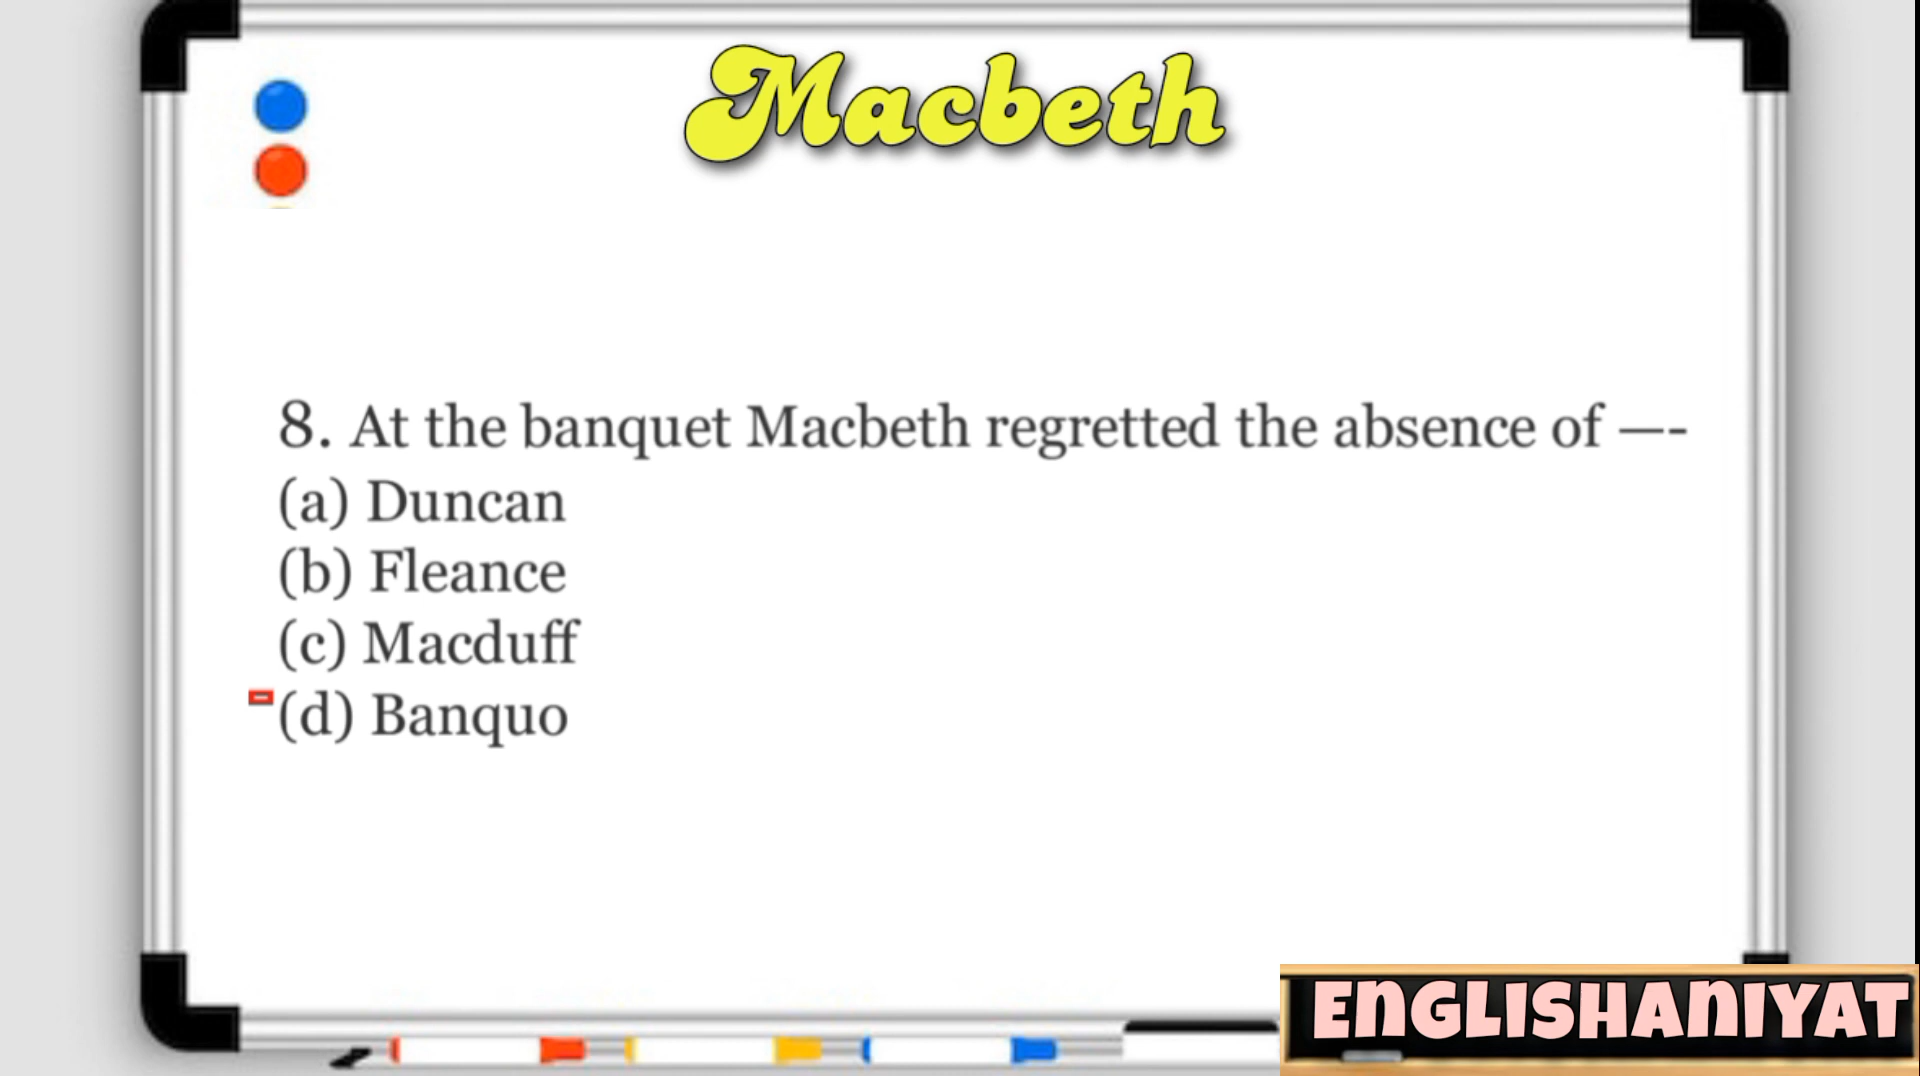 Macbeth
8. At the banquet Macbeth regretted the absence of —-
(a) Duncan
(b) Fleance
(c) Macduff
(d) Banquo
ENGLISHANIYAT